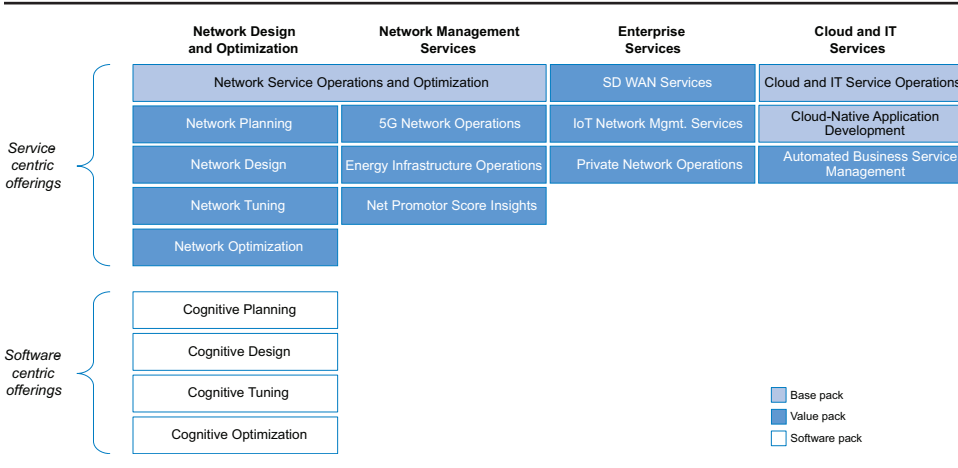 Network Design
and Optimization
Network Management
Services
Enterprise
Services
Cloud and IT
Services
Service
centric
offerings
Network Service Operations and Optimization
SD WAN Services
Cloud and IT Service Operations
Network Planning
5G Network Operations
IoT Network Mgmt. Services
Cloud-Native Application
Development
Network Design
Energy Infrastructure Operations
Private Network Operations
Automated Business Service
Management
Network Tuning
Net Promotor Score Insights
Network Optimization
Software
centric
offerings
Cognitive Planning
Cognitive Design
Cognitive Tuning
Cognitive Optimization
Base pack
Value pack
Software pack